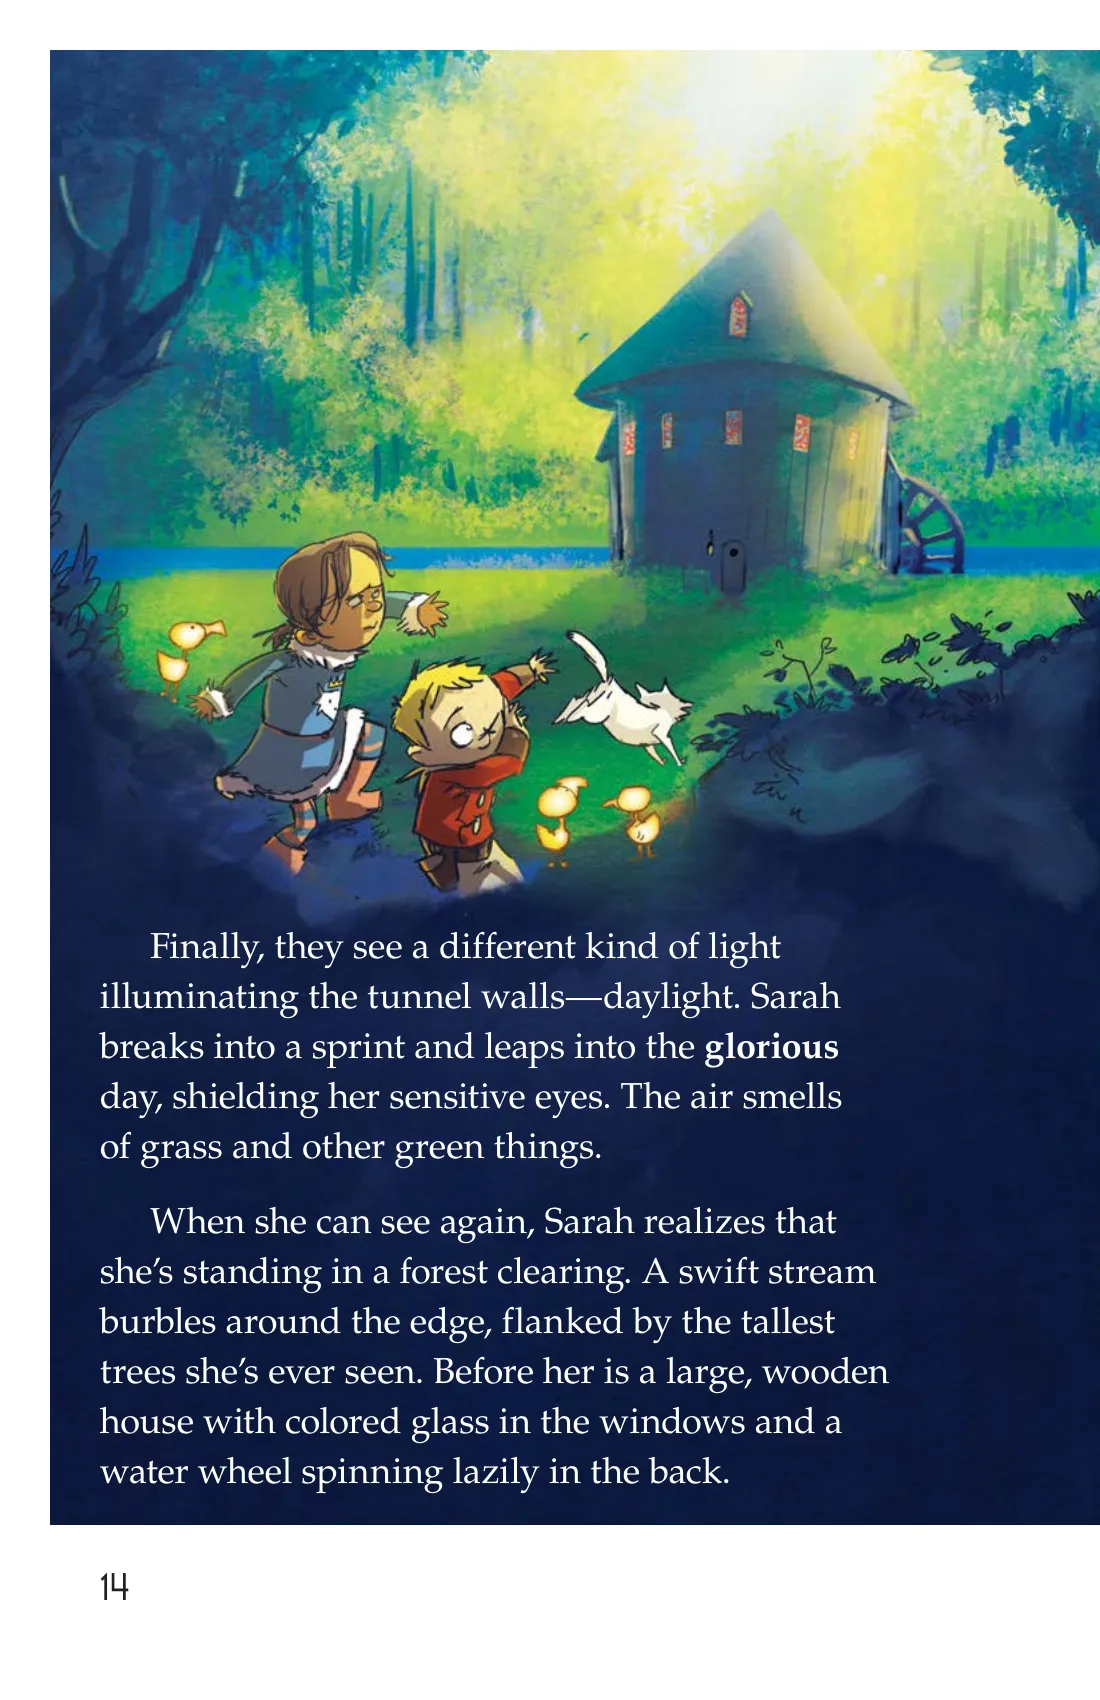 Finally, they see a different kind of light
illuminating the tunnel walls—daylight. Sarah
breaks into a sprint and leaps into the glorious
day, shielding her sensitive eyes. The air smells
of grass and other green things.
When she can see again, Sarah realizes that
she’s standing in a forest clearing. A swift stream
burbles around the edge, flanked by the tallest
trees she’s ever seen. Before her is a large, wooden
house with colored glass in the windows and a
water wheel spinning lazily in the back.
14